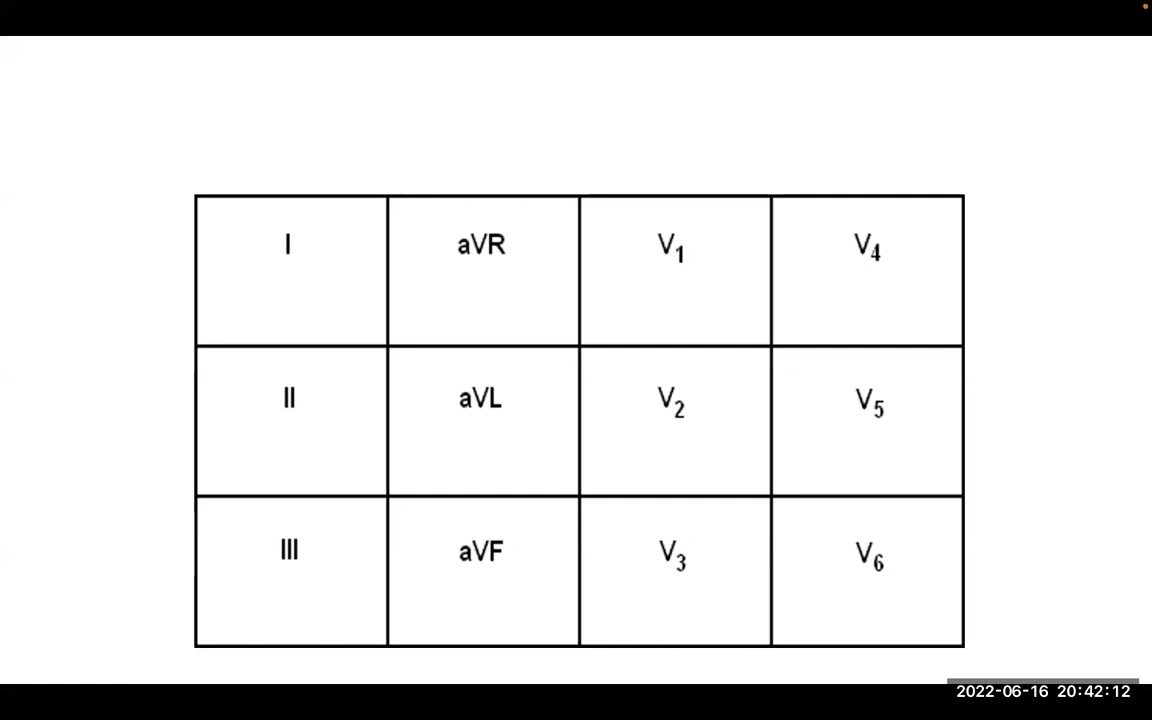 I aVR V₁ V₄
II aVL V₂ V₅
III aVF V₃ V₆
2022-06-16 20:42:12